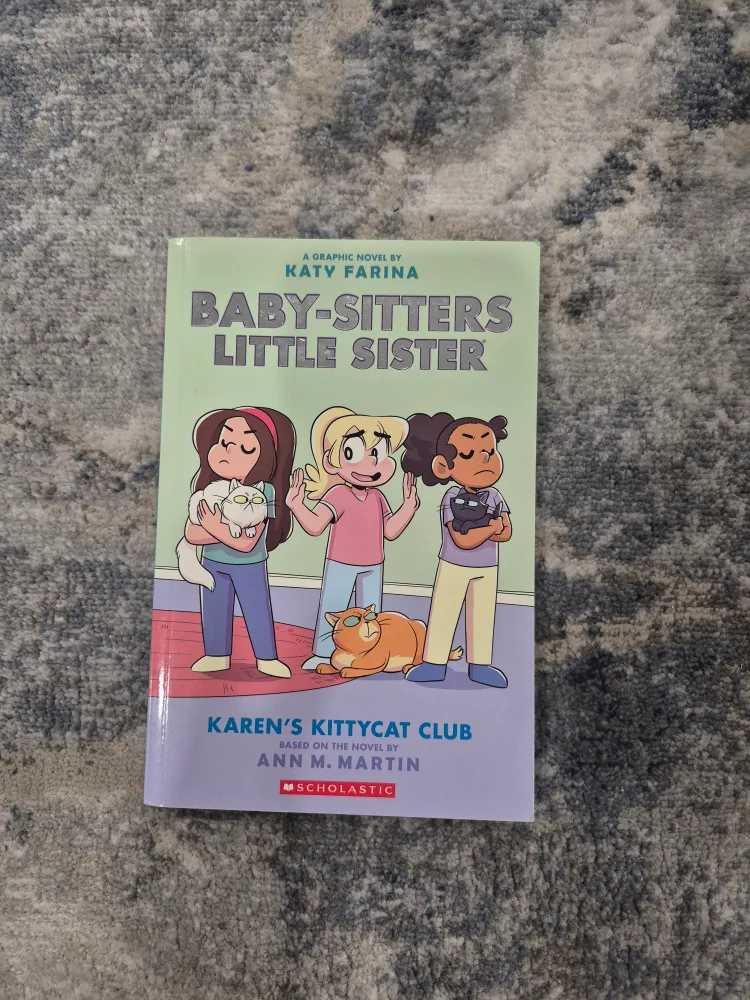 A GRAPHIC NOVEL BY
KATY FARINA
BABY-SITTERS
LITTLE SISTER®
KAREN'S KITTYCAT CLUB
BASED ON THE NOVEL BY
ANN M. MARTIN
SCHOLASTIC